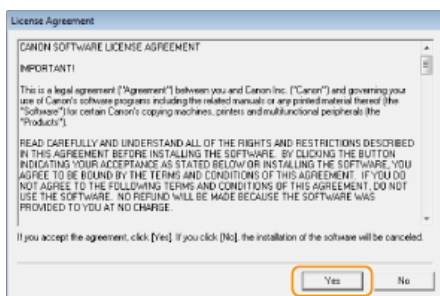 License Agreement
CANON SOFTWARE LICENSE AGREEMENT
IMPORTANT!
This is a legal agreement ("Agreement") between you and Canon Inc. ("Canon") and governing your
use of Canon's software programs including the related manuals or any printed material thereof (the
"Software") for certain Canon's copying machines, printers and multifunctional peripherals (the
"Products").
READ CAREFULLY AND UNDERSTAND ALL OF THE RIGHTS AND RESTRICTIONS DESCRIBED
IN THIS AGREEMENT BEFORE INSTALLING THE SOFTWARE. BY CLICKING THE BUTTON
INDICATING YOUR ACCEPTANCE AS STATED BELOW OR INSTALLING THE SOFTWARE, YOU
AGREE TO BE BOUND BY THE TERMS AND CONDITIONS OF THIS AGREEMENT. IF YOU DO
NOT AGREE TO THE FOLLOWING TERMS AND CONDITIONS OF THIS AGREEMENT, DO NOT
USE THE SOFTWARE. NO REFUND WILL BE MADE BECAUSE THE SOFTWARE WAS
PROVIDED TO YOU AT NO CHARGE.
If you accept the agreement, click [Yes]. If you click [No], the installation of the software will be canceled.
Yes
No